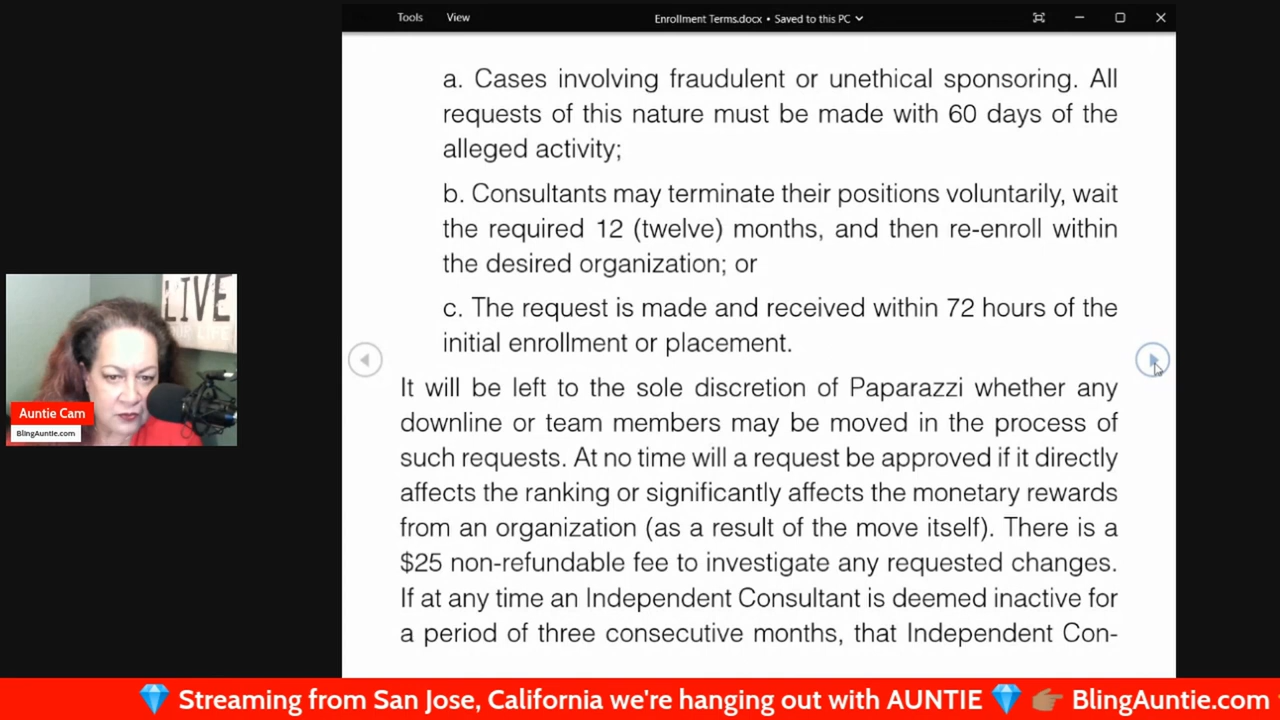 Tools View Enrollment Terms.docx • Saved to this PC
a. Cases involving fraudulent or unethical sponsoring. All
requests of this nature must be made with 60 days of the
alleged activity;
b. Consultants may terminate their positions voluntarily, wait
the required 12 (twelve) months, and then re-enroll within
the desired organization; or
c. The request is made and received within 72 hours of the
initial enrollment or placement.
It will be left to the sole discretion of Paparazzi whether any
downline or team members may be moved in the process of
such requests. At no time will a request be approved if it directly
affects the ranking or significantly affects the monetary rewards
from an organization (as a result of the move itself). There is a
$25 non-refundable fee to investigate any requested changes.
If at any time an Independent Consultant is deemed inactive for
a period of three consecutive months, that Independent Con-
LIVE
Auntie Cam
BlingAuntie.com
💎 Streaming from San Jose, California we're hanging out with AUNTIE 💎 👉🏽 BlingAuntie.com